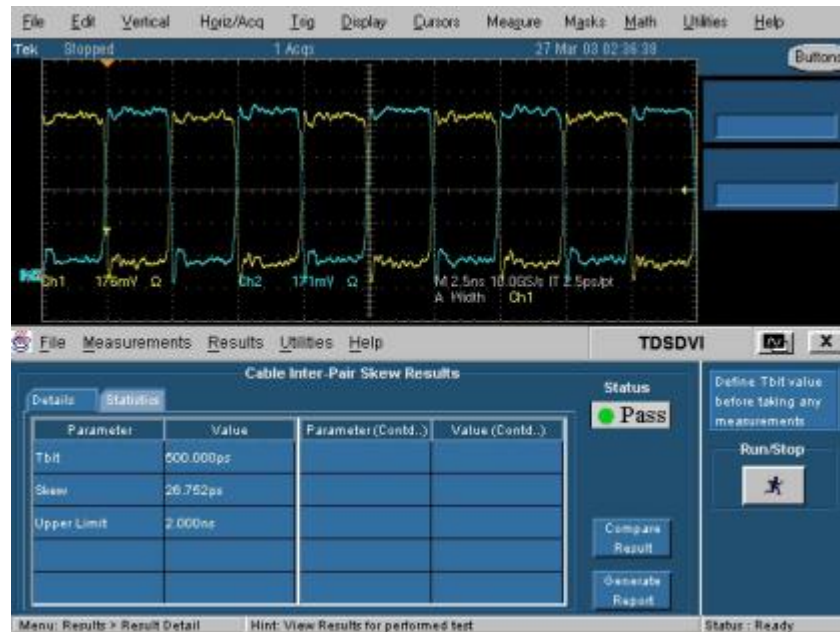 File Edit Vertical Horiz/Acq Trig Display Cursors Measure Masks Math Utilities Help
Tek Stopped 1 Acqs 27 Mar 03 02:36:39
Buttons
Ch1 175mV Ω Ch2 171mV Ω M 2.5ns 10.0GS/s IT 2.5ps/pt
A Width Ch1
File Measurements Results Utilities Help TDSDVI X
Cable Inter-Pair Skew Results
Details Statistics
Status
Pass
Define Tbit value
before taking any
measurements
Parameter Value Parameter (Contd..) Value (Contd..)
Run/Stop
Tbit 500.000ps
Skew 26.752ps
Upper Limit 2.000ns
Compare
Result
Generate
Report
Menu: Results > Result Detail Hint: View Results for performed test Status : Ready